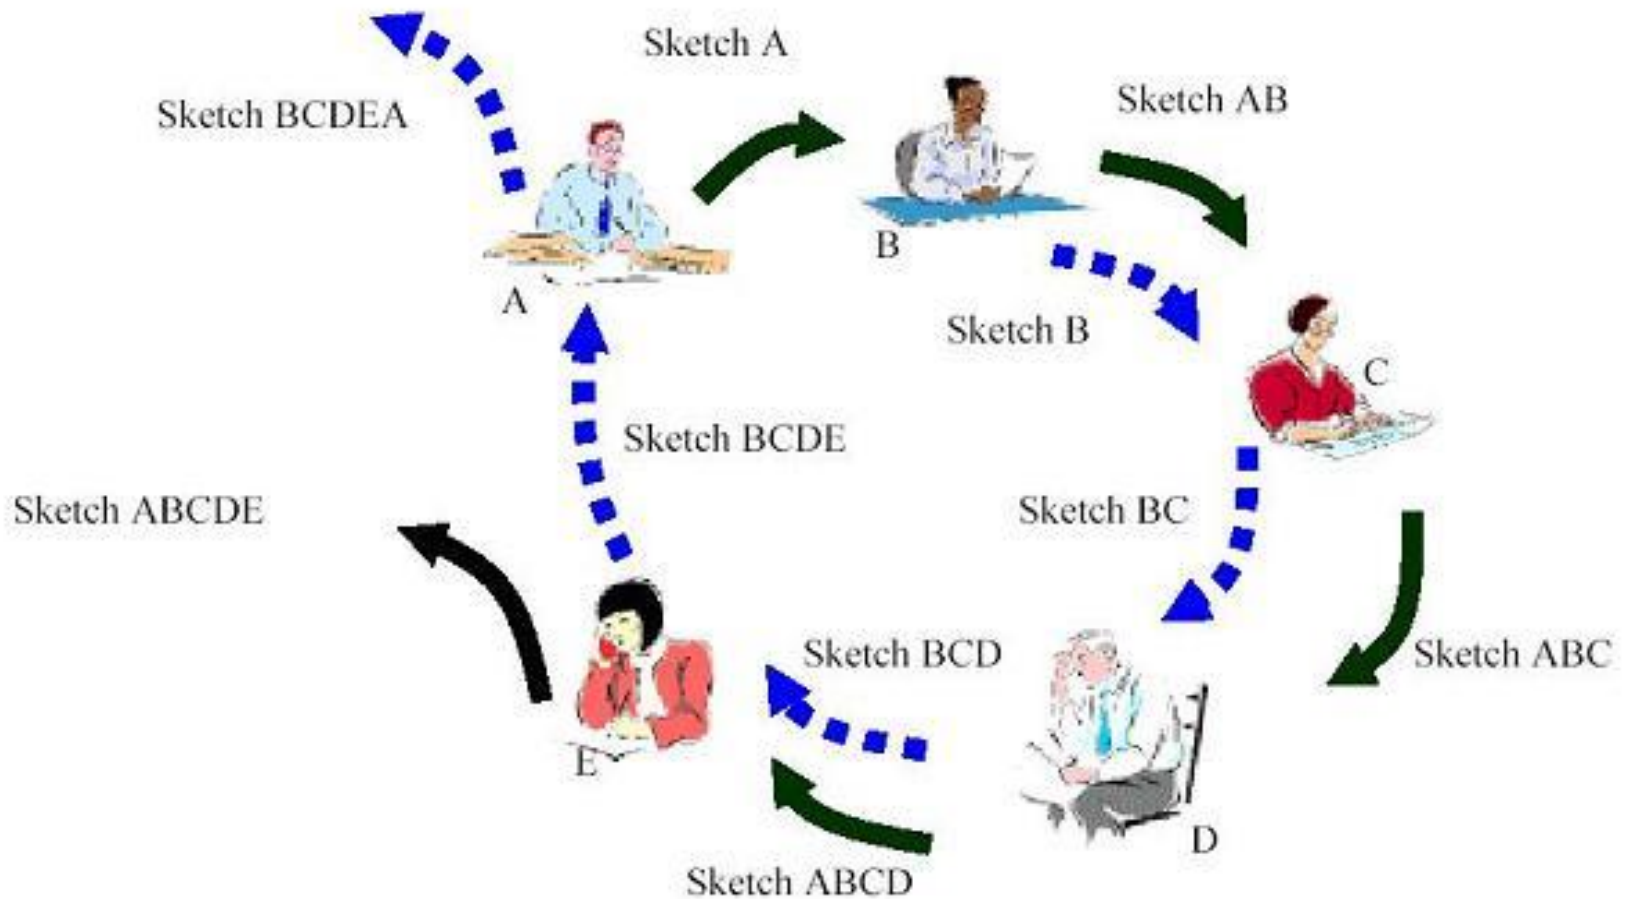 Sketch A
Sketch AB
Sketch BCDEA
B
A
Sketch B
C
Sketch BCDE
Sketch ABCDE
Sketch BC
Sketch BCD
Sketch ABC
E
D
Sketch ABCD